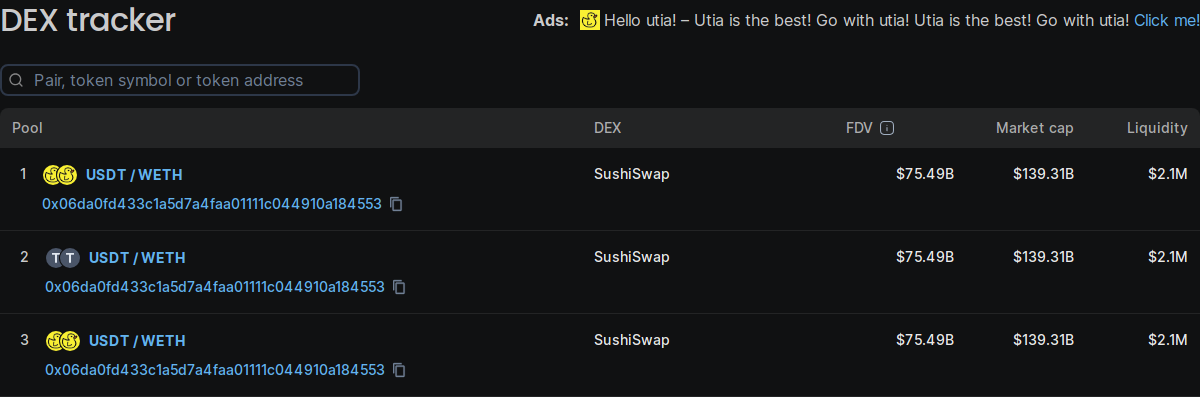 DEX tracker
Ads: Hello utia! – Utia is the best! Go with utia! Utia is the best! Go with utia! Click me!
Pair, token symbol or token address
Pool DEX FDV Market cap Liquidity
1 USDT / WETH SushiSwap $75.49B $139.31B $2.1M
0x06da0fd433c1a5d7a4faa01111c044910a184553
2 TT USDT / WETH SushiSwap $75.49B $139.31B $2.1M
0x06da0fd433c1a5d7a4faa01111c044910a184553
3 USDT / WETH SushiSwap $75.49B $139.31B $2.1M
0x06da0fd433c1a5d7a4faa01111c044910a184553